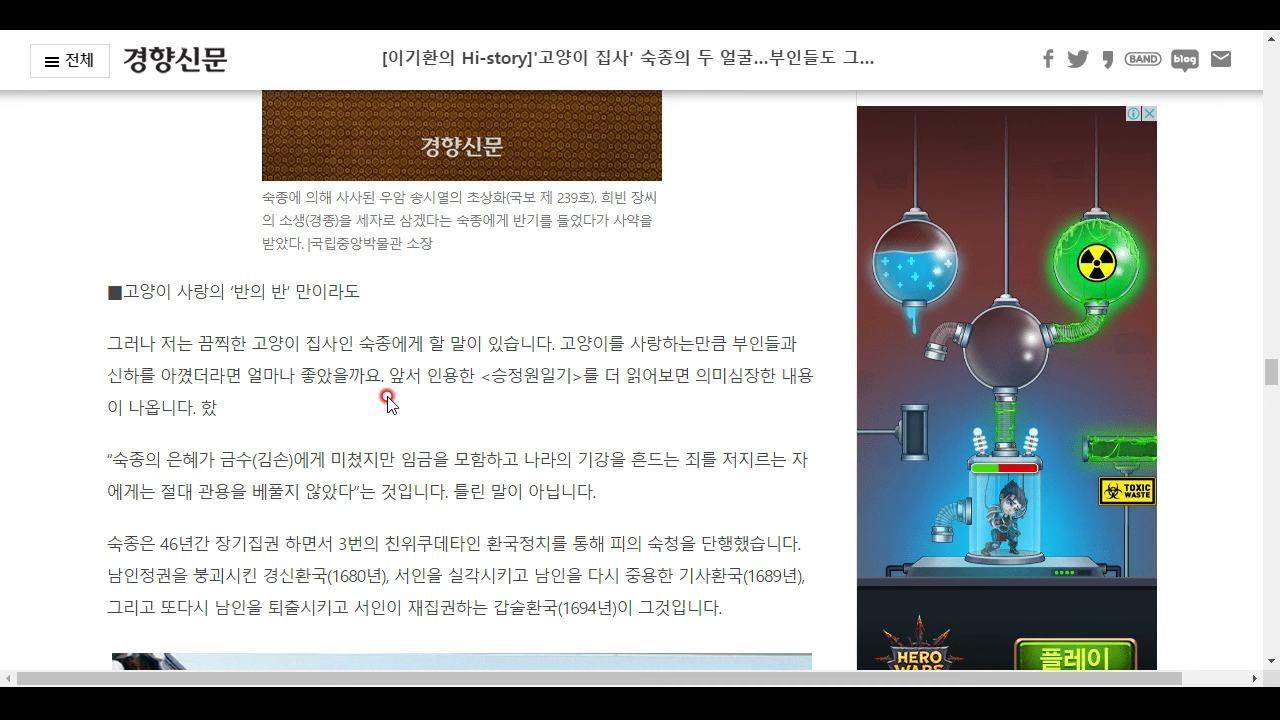 전체
경향신문
[이기환의 Hi-story]'고양이 집사' 숙종의 두 얼굴...부인들도 그...
BAND
blog
경향신문
숙종에 의해 사사된 우암 송시열의 초상화(국보 제 239호). 희빈 장씨
의 소생(경종)을 세자로 삼겠다는 숙종에게 반기를 들었다가 사약을
받았다. |국립중앙박물관 소장
■고양이 사랑의 ‘반의 반’ 만이라도
그러나 저는 끔찍한 고양이 집사인 숙종에게 할 말이 있습니다. 고양이를 사랑하는만큼 부인들과
신하를 아꼈더라면 얼마나 좋았을까요. 앞서 인용한 <승정원일기>를 더 읽어보면 의미심장한 내용
이 나옵니다. 핬
“숙종의 은혜가 금수(김손)에게 미쳤지만 임금을 모함하고 나라의 기강을 흔드는 죄를 저지르는 자
에게는 절대 관용을 베풀지 않았다”는 것입니다. 틀린 말이 아닙니다.
숙종은 46년간 장기집권 하면서 3번의 친위쿠데타인 환국정치를 통해 피의 숙청을 단행했습니다.
남인정권을 붕괴시킨 경신환국(1680년), 서인을 실각시키고 남인을 다시 중용한 기사환국(1689년),
그리고 또다시 남인을 퇴출시키고 서인이 재집권하는 갑술환국(1694년)이 그것입니다.
TOXIC
WASTE
HERO
WARS
플레이